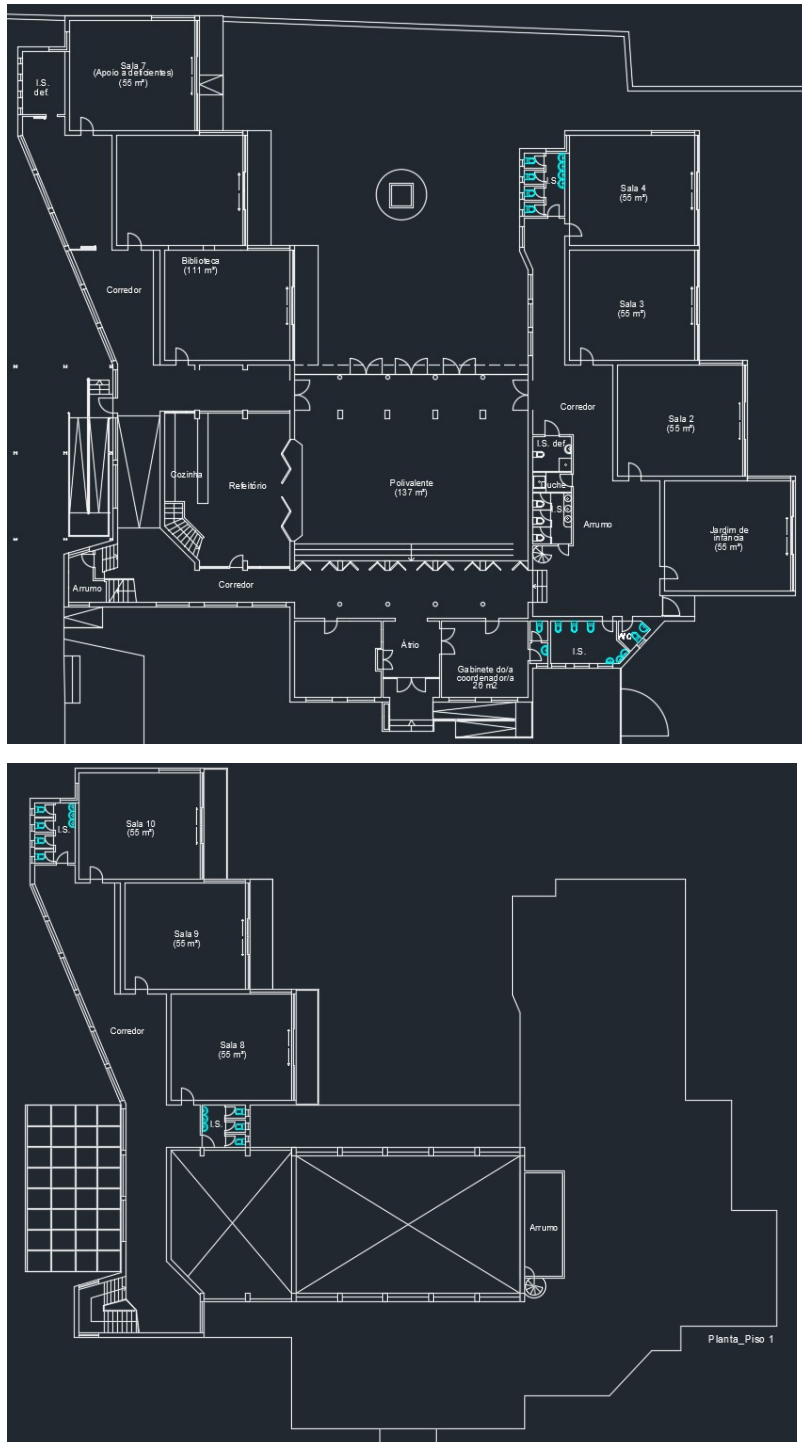 Sala 7
(Apoio a deficientes)
(55 m²)
I.S.
def.
I.S.
Sala 4
(55 m²)
Biblioteca
(111 m²)
Corredor
Sala 3
(55 m²)
Corredor
Sala 2
(55 m²)
I.S. def.
Cozinha
Refeitório
Polivalente
(137 m²)
Duche
I.S.
Arrumo
Jardim de
infância
(55 m²)
Arrumo
Corredor
Átrio
Gabinete do/a
coordenador/a
26 m2
I.S.
WC
Sala 10
(55 m²)
I.S.
Sala 9
(55 m²)
Corredor
Sala 8
(55 m²)
I.S.
Arrumo
Planta_Piso 1